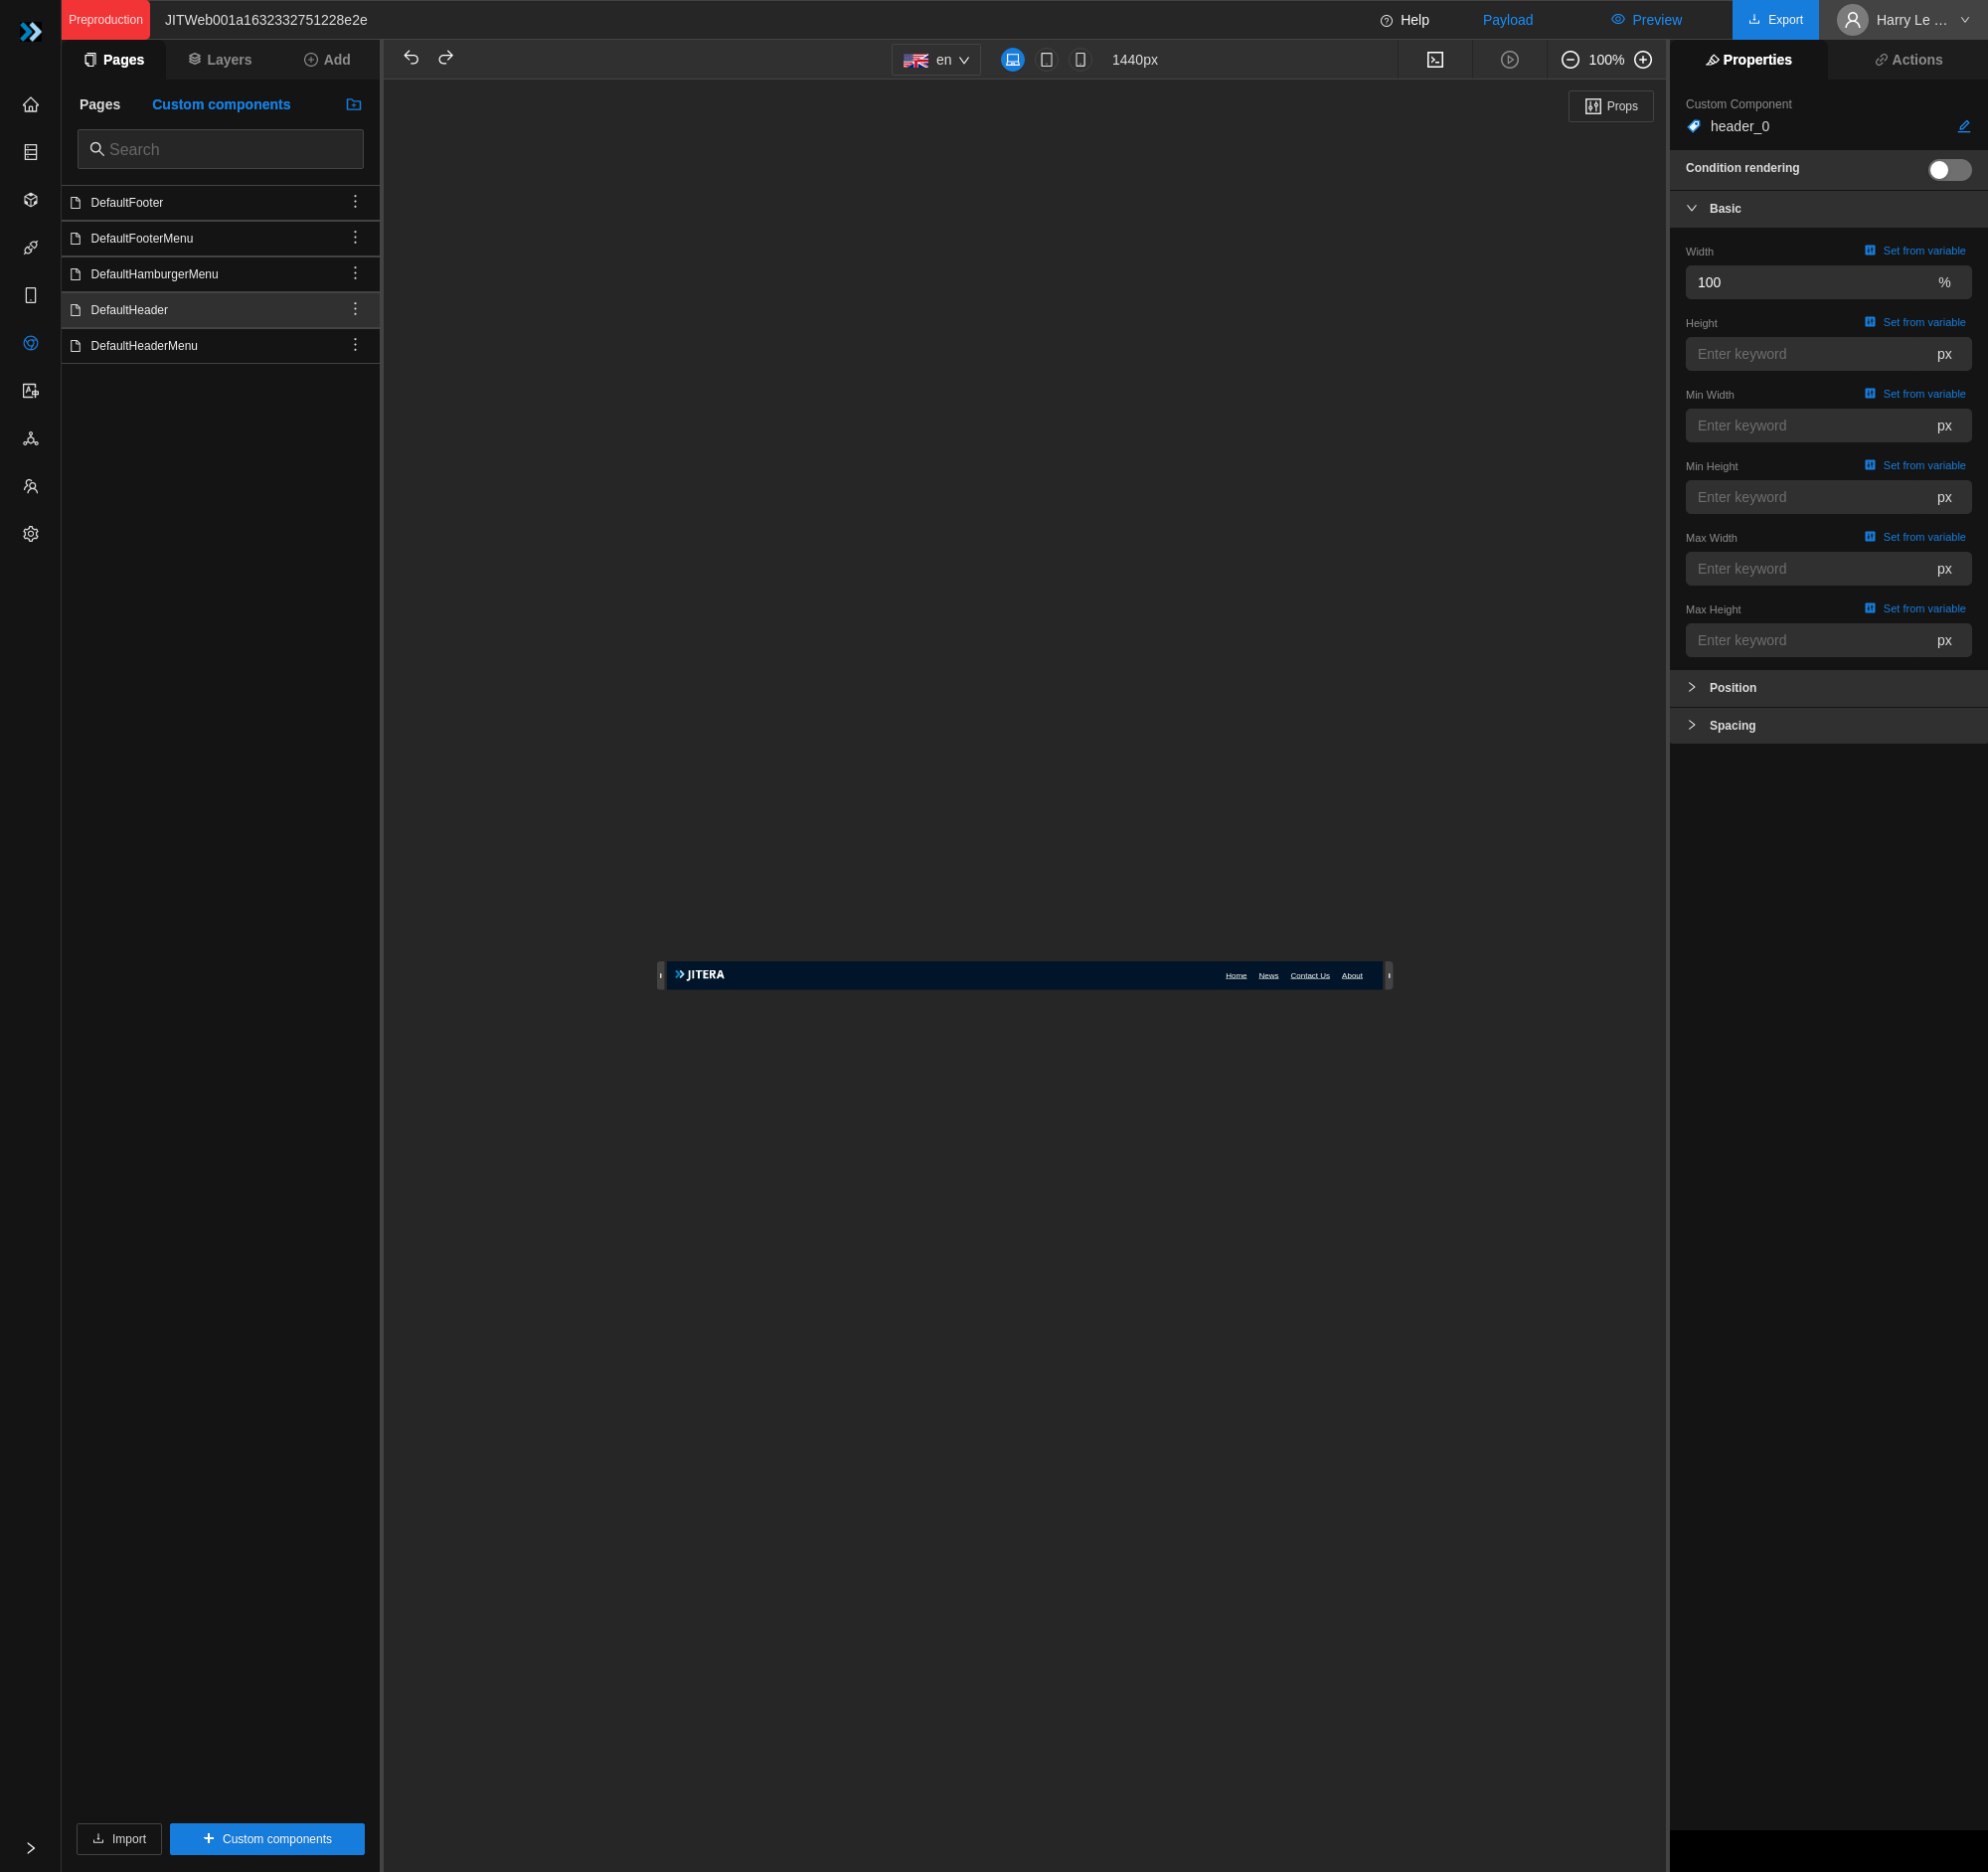 Preproduction
JITWeb001a1632332751228e2e
Help
Payload
Preview
Export
Harry Le ...
Pages
Layers
Add
en
1440px
100%
Properties
Actions
Pages
Custom components
Search
DefaultFooter
DefaultFooterMenu
DefaultHamburgerMenu
DefaultHeader
DefaultHeaderMenu
Import
Custom components
Props
JITERA
Home
News
Contact Us
About
Custom Component
header_0
Condition rendering
Basic
Width
Set from variable
100
%
Height
Set from variable
Enter keyword
px
Min Width
Set from variable
Enter keyword
px
Min Height
Set from variable
Enter keyword
px
Max Width
Set from variable
Enter keyword
px
Max Height
Set from variable
Enter keyword
px
Position
Spacing